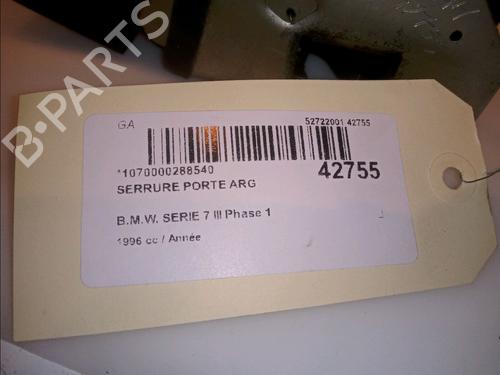 B-PARTS
GA
52722001 42755
*1070000288540
42755
SERRURE PORTE ARG
B.M.W. SERIE 7 III Phase 1
1996 cc / Année